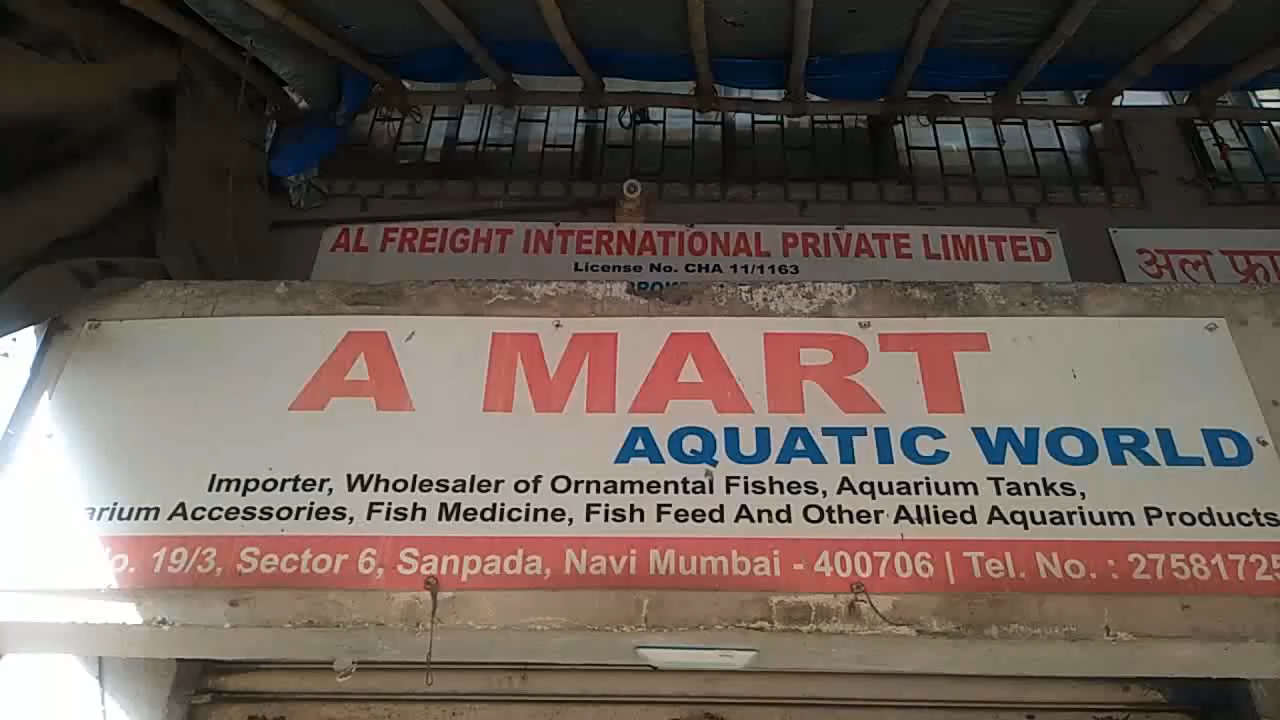 AL FREIGHT INTERNATIONAL PRIVATE LIMITED
License No. CHA 11/1163
अल फ्रा
A MART
AQUATIC WORLD
Importer, Wholesaler of Ornamental Fishes, Aquarium Tanks,
arium Accessories, Fish Medicine, Fish Feed And Other Allied Aquarium Products
o. 19/3, Sector 6, Sanpada, Navi Mumbai - 400706 | Tel. No. : 2758172